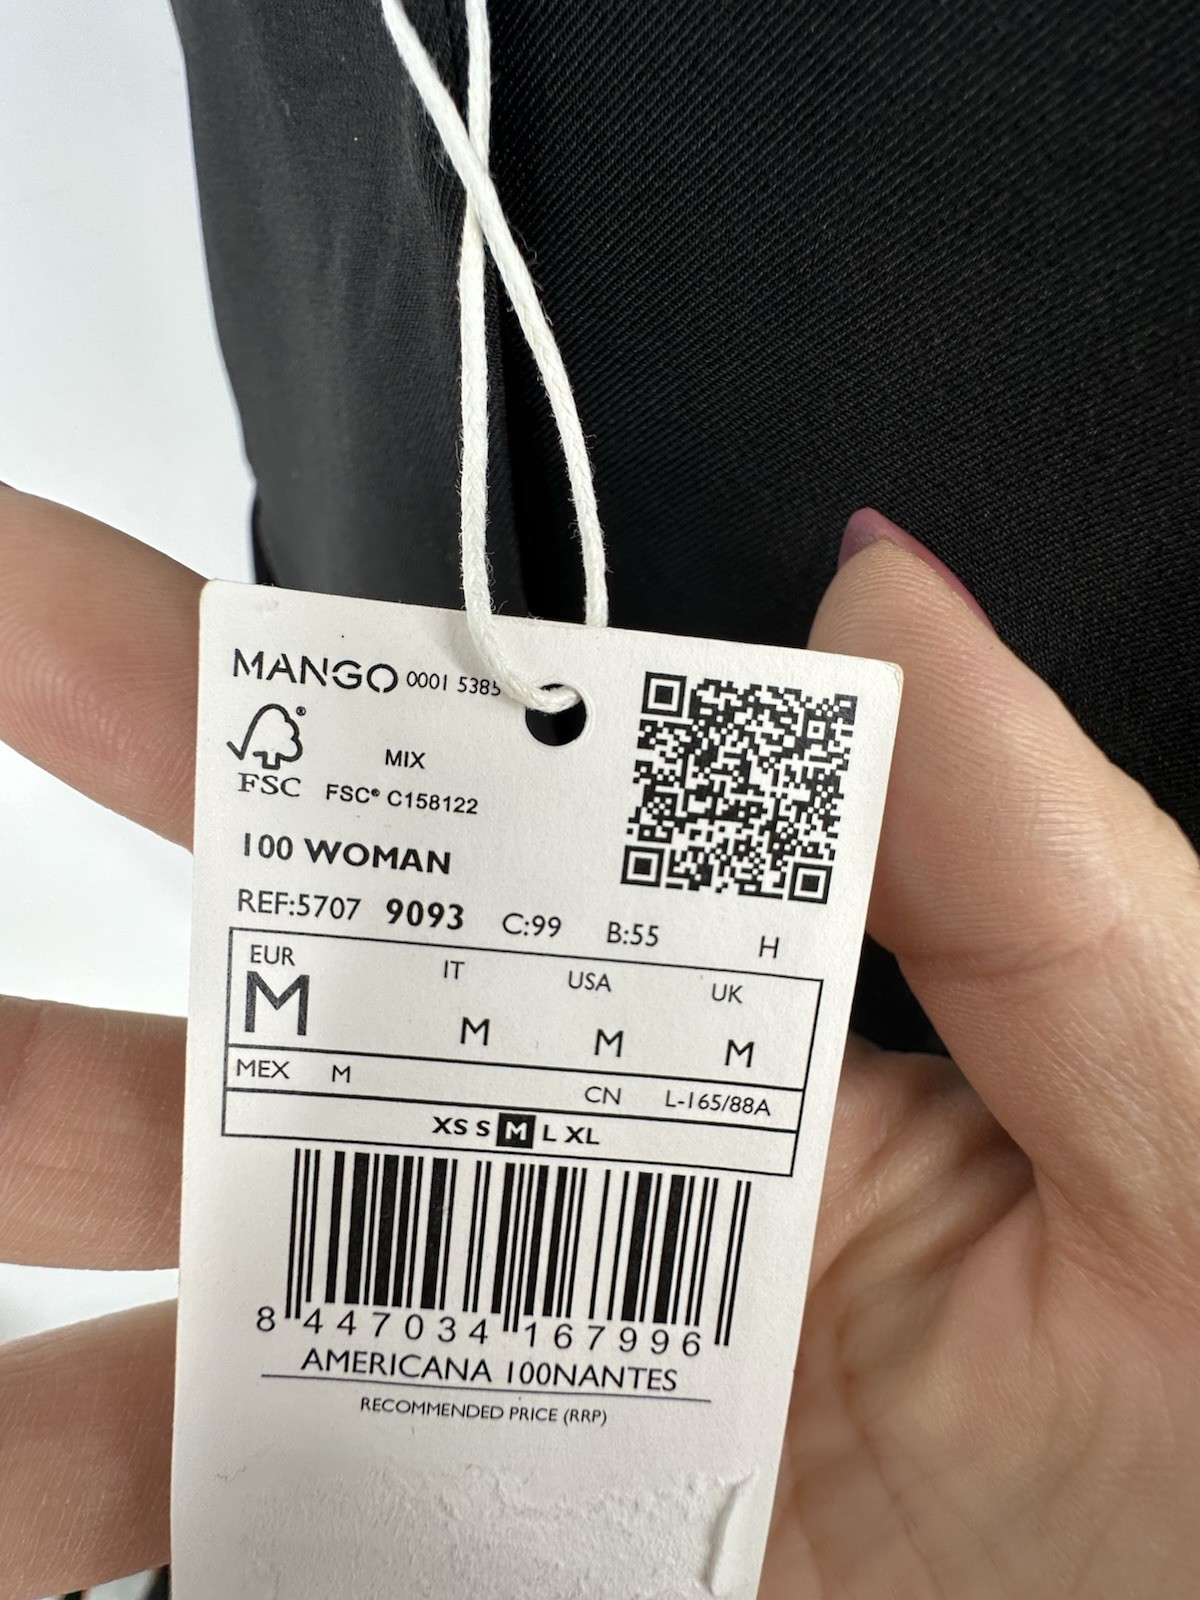 MANGO 0001 5385
FSC®
MIX
FSC® C158122
100 WOMAN
REF:5707 9093 C:99 B:55 H
EUR IT USA UK
M M M M
MEX M CN L-165/88A
XS S M L XL
8 447034 167996
AMERICANA 100NANTES
RECOMMENDED PRICE (RRP)